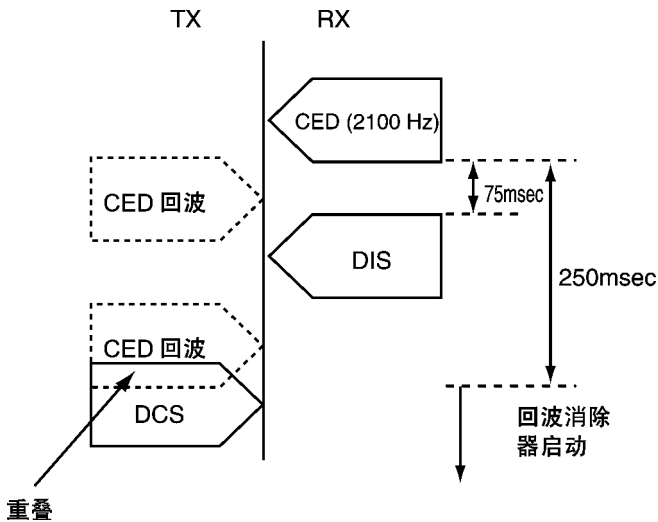 TX
RX
CED (2100 Hz)
CED 回波
75msec
DIS
250msec
CED 回波
DCS
回波消除
器启动
重叠